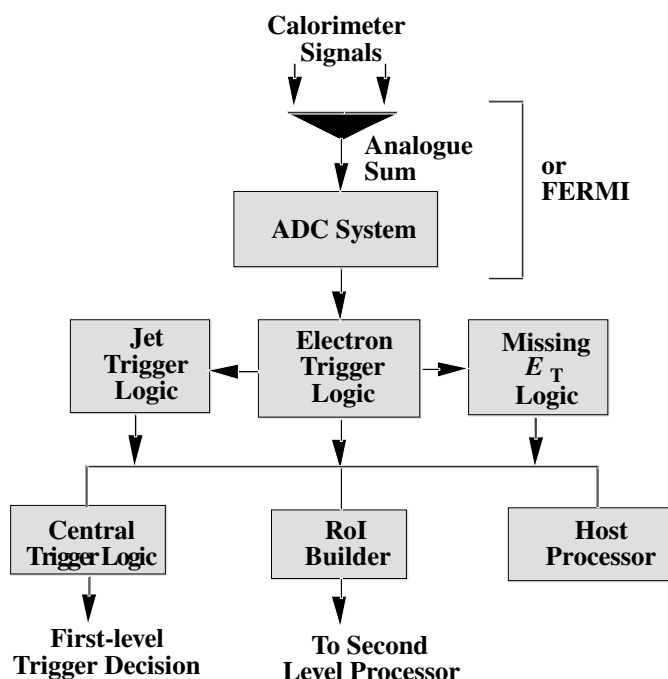 Calorimeter
Signals
Analogue
Sum
or
FERMI
ADC System
Jet
Trigger
Logic
Electron
Trigger
Logic
Missing
E T
Logic
Central
Trigger Logic
RoI
Builder
Host
Processor
First-level
Trigger Decision
To Second
Level Processor